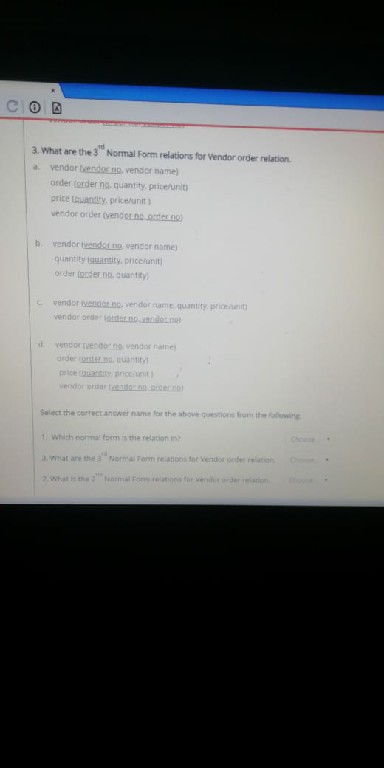 3. What are the 3rd Normal Form relations for Vendor order relation.
a. vendor (vendor no, vendor name)
order (order no, quantity, price/unit)
price (quantity, price/unit )
vendor order (vendor no, order no)
b. vendor (vendor no, vendor name)
quantity (quantity, price/unit)
order (order no, quantity)
c. vendor (vendor no, vendor name, quantity, price/unit)
vendor order (order no, vendor no)
d. vendor (vendor no, vendor name)
order (order no, quantity)
price (quantity, price/unit )
vendor order (vendor no, order no)
Select the correct answer name for the above questions from the following.
1. Which normal form is the relation in? Choose...
3. What are the 3rd Normal Form relations for Vendor order relation. Choose...
2. What is the 2nd Normal Form relations for Vendor order relation. Choose...